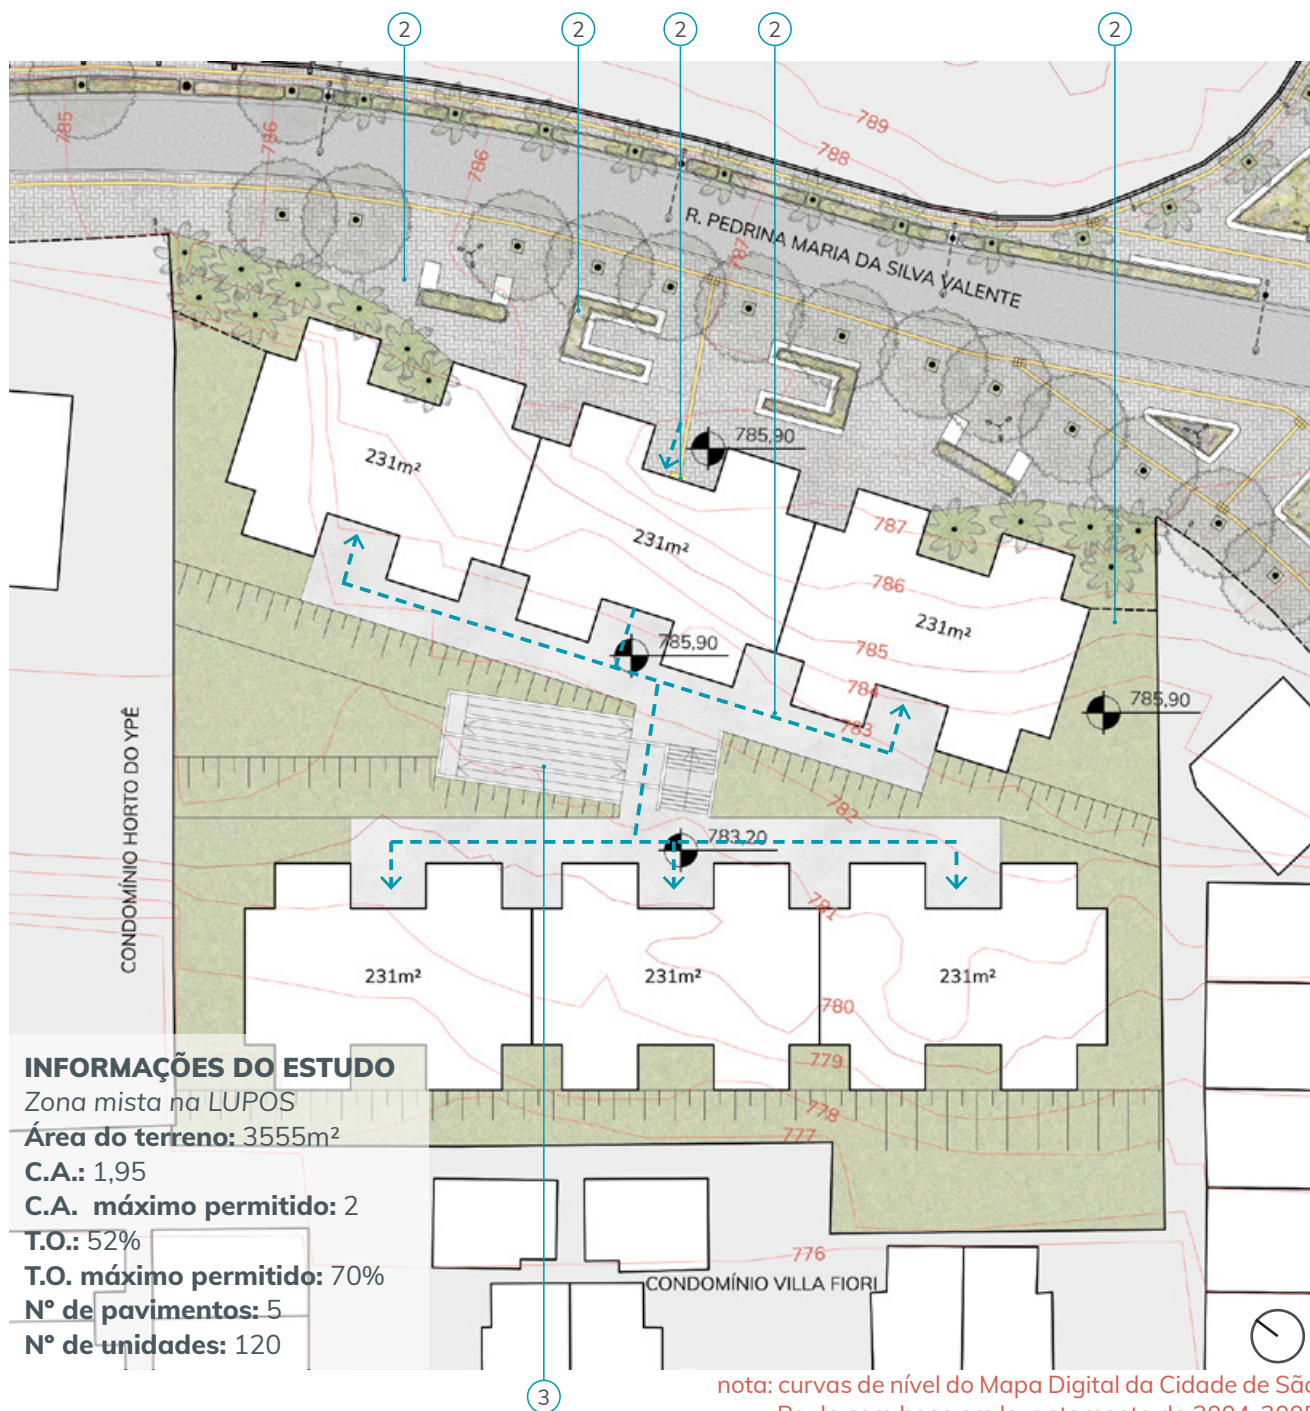 2
2
2
2
2
785
786
786
789
788
787
R. PEDRINA MARIA DA SILVA VALENTE
785,90
231m²
231m²
231m²
787
786
785
784
783
785,90
785,90
782
783,20
CONDOMÍNIO HORTO DO YPÊ
781
231m²
231m²
231m²
780
779
778
777
INFORMAÇÕES DO ESTUDO
Zona mista na LUPOS
Área do terreno: 3555m²
C.A.: 1,95
C.A. máximo permitido: 2
T.O.: 52%
T.O. máximo permitido: 70%
Nº de pavimentos: 5
Nº de unidades: 120
776
CONDOMÍNIO VILLA FIORI
3
nota: curvas de nível do Mapa Digital da Cidade de São